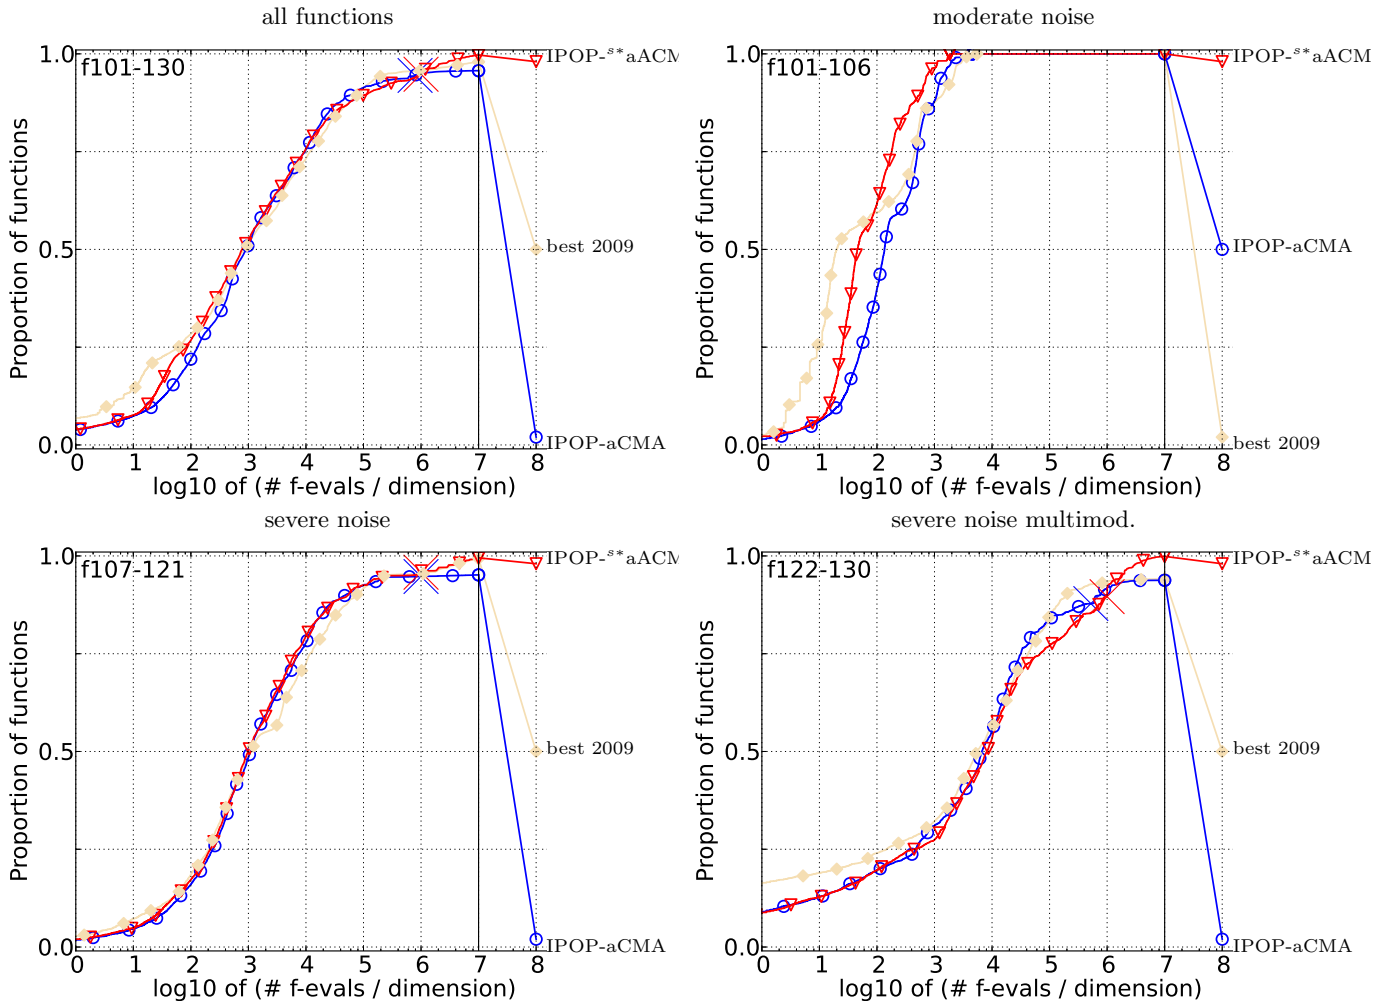 all functions
f101-130
Proportion of functions
1.0
0.5
0.0
0 1 2 3 4 5 6 7 8
log10 of (# f-evals / dimension)
IPOP-s*aACM
best 2009
IPOP-aCMA
moderate noise
f101-106
Proportion of functions
1.0
0.5
0.0
0 1 2 3 4 5 6 7 8
log10 of (# f-evals / dimension)
IPOP-s*aACM
IPOP-aCMA
best 2009
severe noise
f107-121
Proportion of functions
1.0
0.5
0.0
0 1 2 3 4 5 6 7 8
log10 of (# f-evals / dimension)
IPOP-s*aACM
best 2009
IPOP-aCMA
severe noise multimod.
f122-130
Proportion of functions
1.0
0.5
0.0
0 1 2 3 4 5 6 7 8
log10 of (# f-evals / dimension)
IPOP-s*aACM
best 2009
IPOP-aCMA